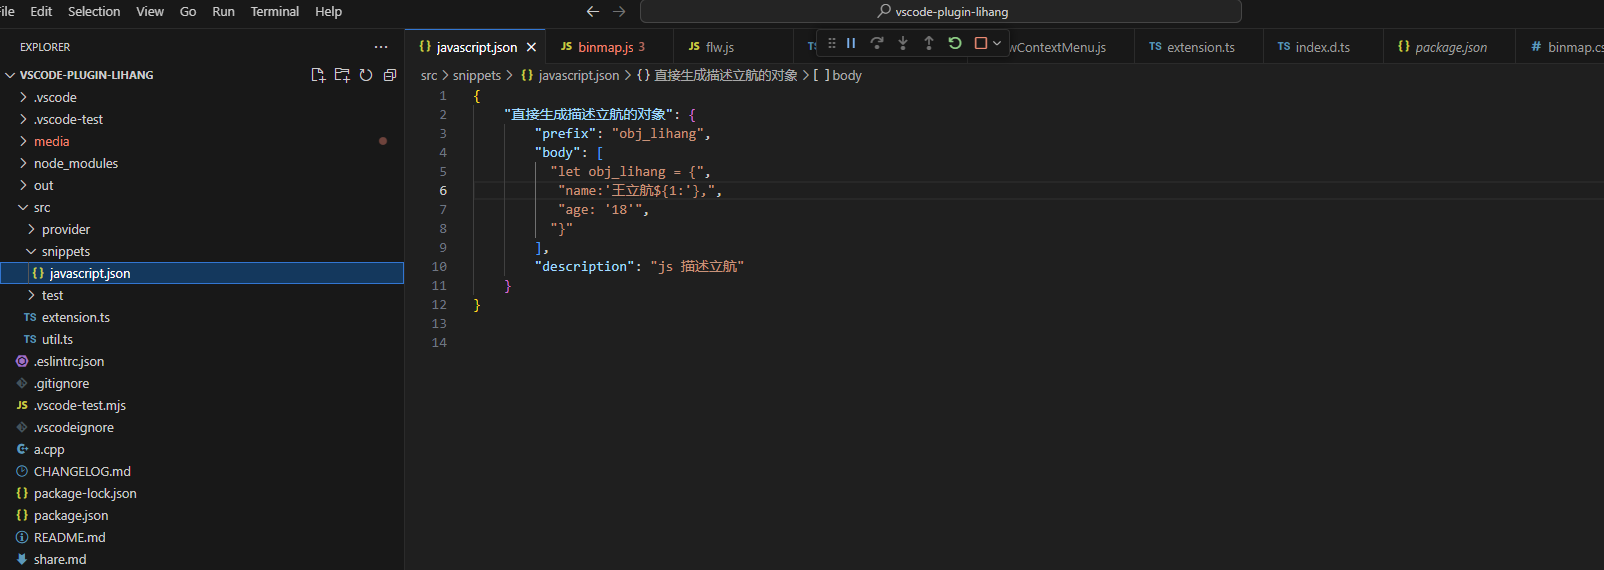 File Edit Selection View Go Run Terminal Help
vscode-plugin-lihang
EXPLORER
VSCODE-PLUGIN-LIHANG
.vscode
.vscode-test
media
node_modules
out
src
provider
snippets
{} javascript.json
test
TS extension.ts
TS util.ts
.eslintrc.json
.gitignore
JS .vscode-test.mjs
.vscodeignore
a.cpp
CHANGELOG.md
{} package-lock.json
{} package.json
README.md
share.md
{} javascript.json
JS binmap.js 3
JS flw.js
TS
wContextMenu.js
TS extension.ts
TS index.d.ts
{} package.json
# binmap.cs
src > snippets > {} javascript.json > {} 直接生成描述立航的对象 > [ ] body
1 {
2 "直接生成描述立航的对象": {
3 "prefix": "obj_lihang",
4 "body": [
5 "let obj_lihang = {",
6 "name:'王立航${1:'},",
7 "age: '18'",
8 "}"
9 ],
10 "description": "js 描述立航"
11 }
12 }
13
14